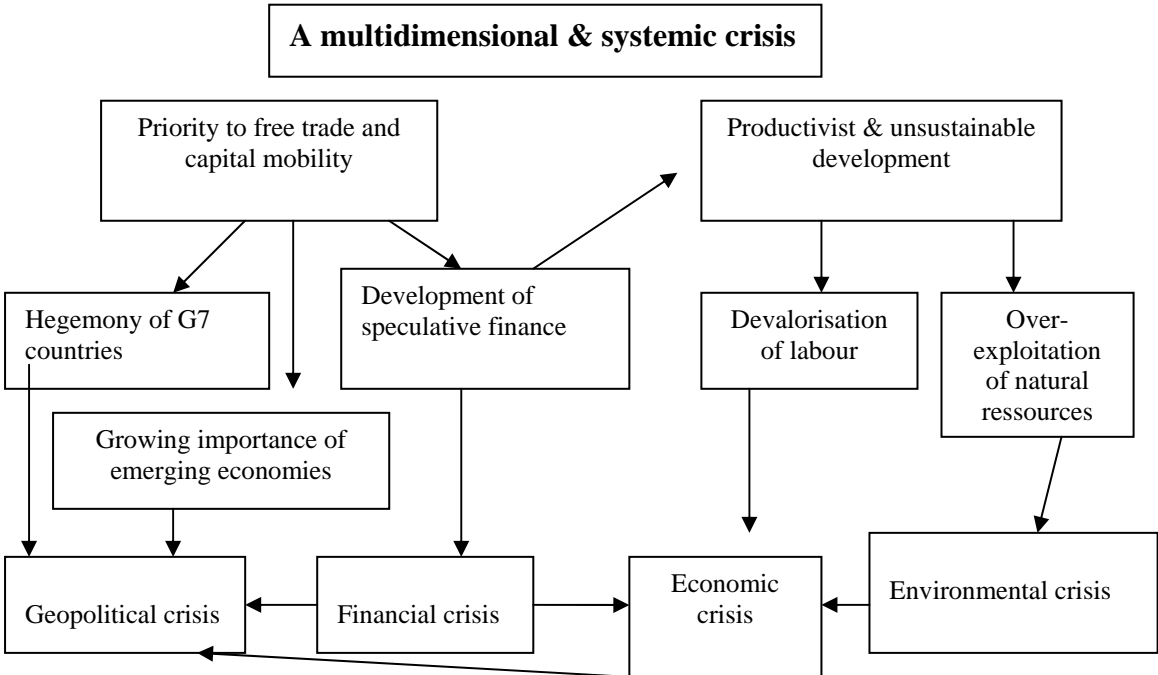 A multidimensional & systemic crisis
Priority to free trade and
capital mobility
Productivist & unsustainable
development
Hegemony of G7
countries
Development of
speculative finance
Devalorisation
of labour
Over-
exploitation
of natural
ressources
Growing importance of
emerging economies
Geopolitical crisis
Financial crisis
Economic
crisis
Environmental crisis